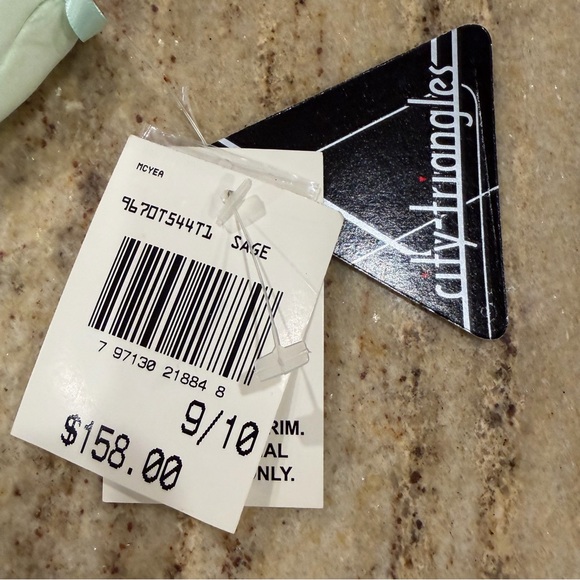 MCYEA
9670T544T1 SAGE
7 97130 21884 8
9/10
$158.00
RIM.
AL
NLY.
city triangles